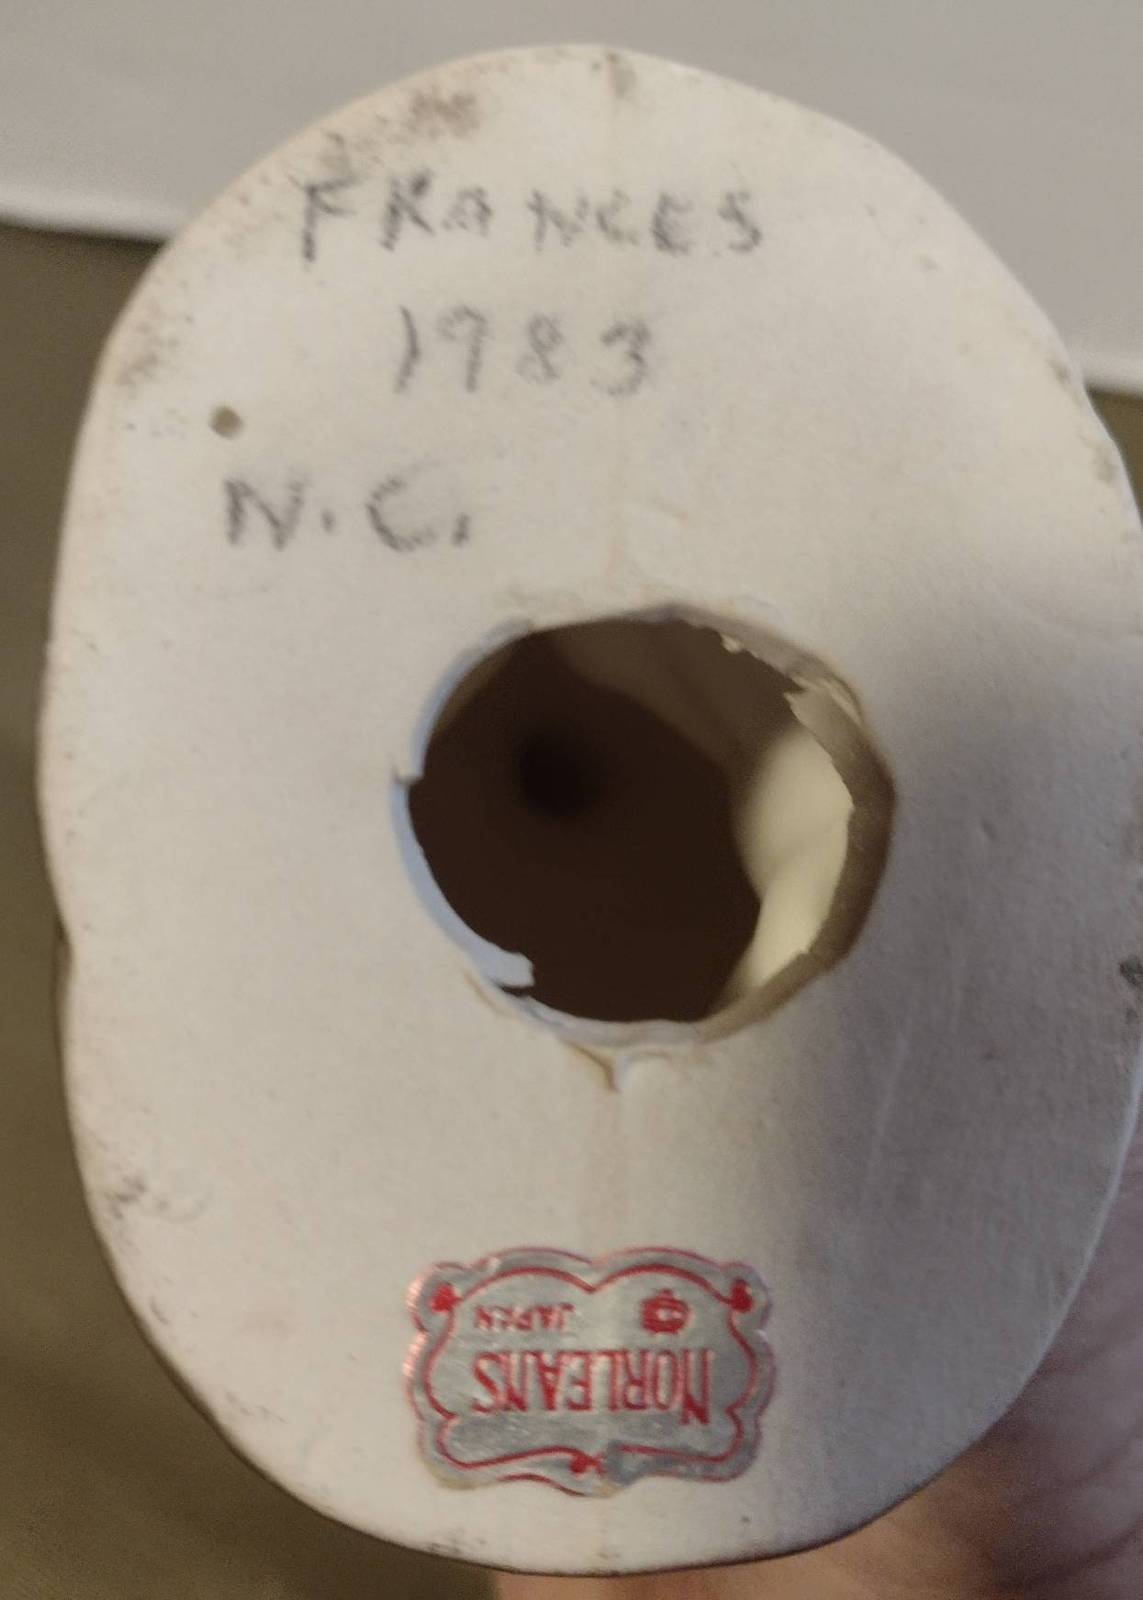 FRANCES
1983
N.C.
NORLEANS
JAPAN